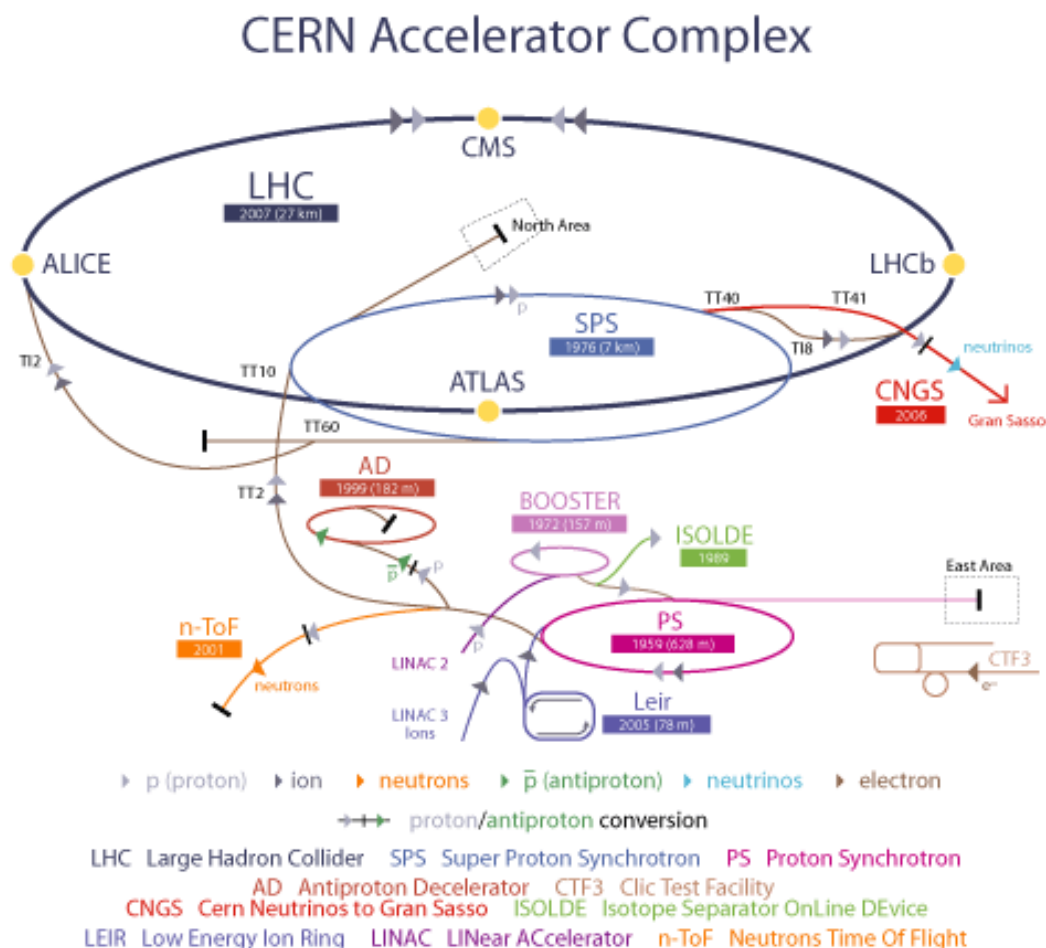 CERN Accelerator Complex
CMS
LHC
2007 (27 km)
North Area
ALICE
LHCb
TT40
TT41
p
SPS
1976 (7 km)
TI8
neutrinos
TI2
TT10
ATLAS
CNGS
2006
Gran Sasso
TT60
AD
1999 (182 m)
TT2
BOOSTER
1972 (157 m)
ISOLDE
1989
p̅
p
East Area
n-ToF
2001
PS
1959 (628 m)
p
neutrons
LINAC 2
CTF3
e⁻
LINAC 3
Ions
Leir
2005 (78 m)
p (proton) ion neutrons p̅ (antiproton) neutrinos electron
proton/antiproton conversion
LHC Large Hadron Collider SPS Super Proton Synchrotron PS Proton Synchrotron
AD Antiproton Decelerator CTF3 Clic Test Facility
CNGS Cern Neutrinos to Gran Sasso ISOLDE Isotope Separator OnLine DEvice
LEIR Low Energy Ion Ring LINAC LINear ACcelerator n-ToF Neutrons Time Of Flight